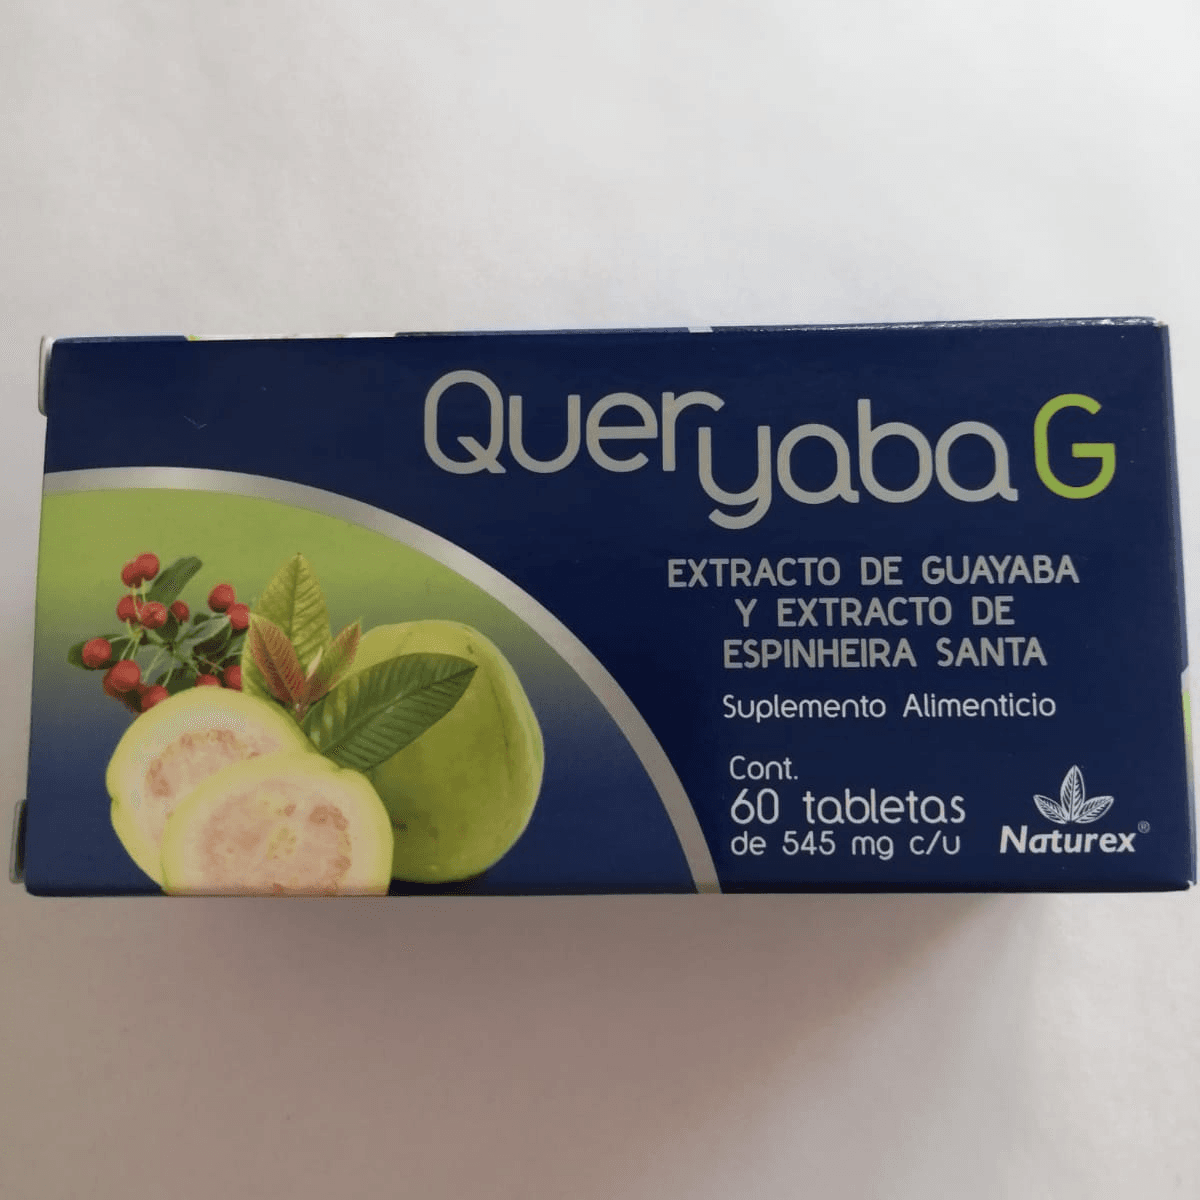 Queryaba G
EXTRACTO DE GUAYABA
Y EXTRACTO DE
ESPINHEIRA SANTA
Suplemento Alimenticio
Cont.
60 tabletas
de 545 mg c/u
Naturex®